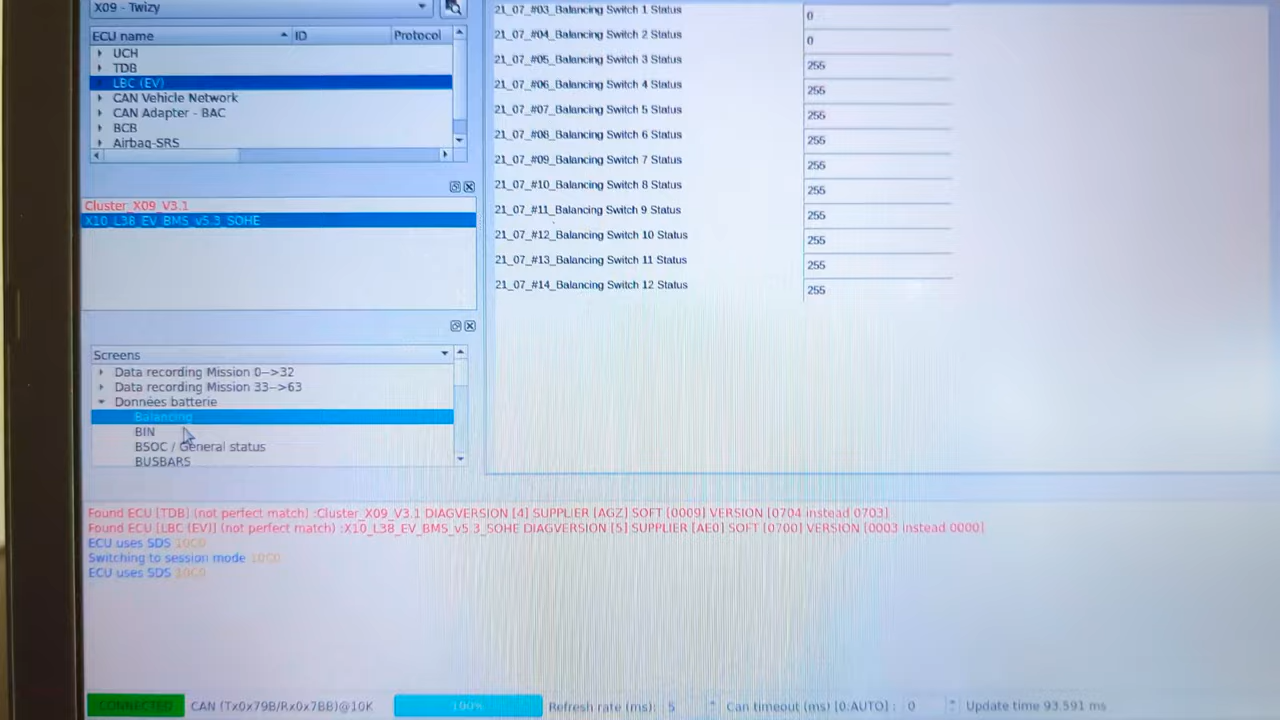 X09 - Twizy
ECU name ID Protocol
UCH
TDB
LBC (EV)
CAN Vehicle Network
CAN Adapter - BAC
BCB
Airbag-SRS
Cluster_X09_V3.1
X10_L38_EV_BMS_v5.3_SOHE
Screens
Data recording Mission 0-->32
Data recording Mission 33-->63
Données batterie
Balancing
BIN
BSOC / General status
BUSBARS
21_07_#03_Balancing Switch 1 Status 0
21_07_#04_Balancing Switch 2 Status 0
21_07_#05_Balancing Switch 3 Status 255
21_07_#06_Balancing Switch 4 Status 255
21_07_#07_Balancing Switch 5 Status 255
21_07_#08_Balancing Switch 6 Status 255
21_07_#09_Balancing Switch 7 Status 255
21_07_#10_Balancing Switch 8 Status 255
21_07_#11_Balancing Switch 9 Status 255
21_07_#12_Balancing Switch 10 Status 255
21_07_#13_Balancing Switch 11 Status 255
21_07_#14_Balancing Switch 12 Status 255
Found ECU [TDB] (not perfect match) :Cluster_X09_V3.1 DIAGVERSION [4] SUPPLIER [AGZ] SOFT [0009] VERSION [0704 instead 0703]
Found ECU [LBC (EV)] (not perfect match) :X10_L38_EV_BMS_v5.3_SOHE DIAGVERSION [5] SUPPLIER [AE0] SOFT [0700] VERSION [0003 instead 0000]
ECU uses SDS 10C0
Switching to session mode 10C0
ECU uses SDS 10C0
CONNECTED CAN (Tx0x79B/Rx0x7BB)@10K 100% Refresh rate (ms): 5 Can timeout (ms) [0:AUTO] : 0 Update time 93.591 ms